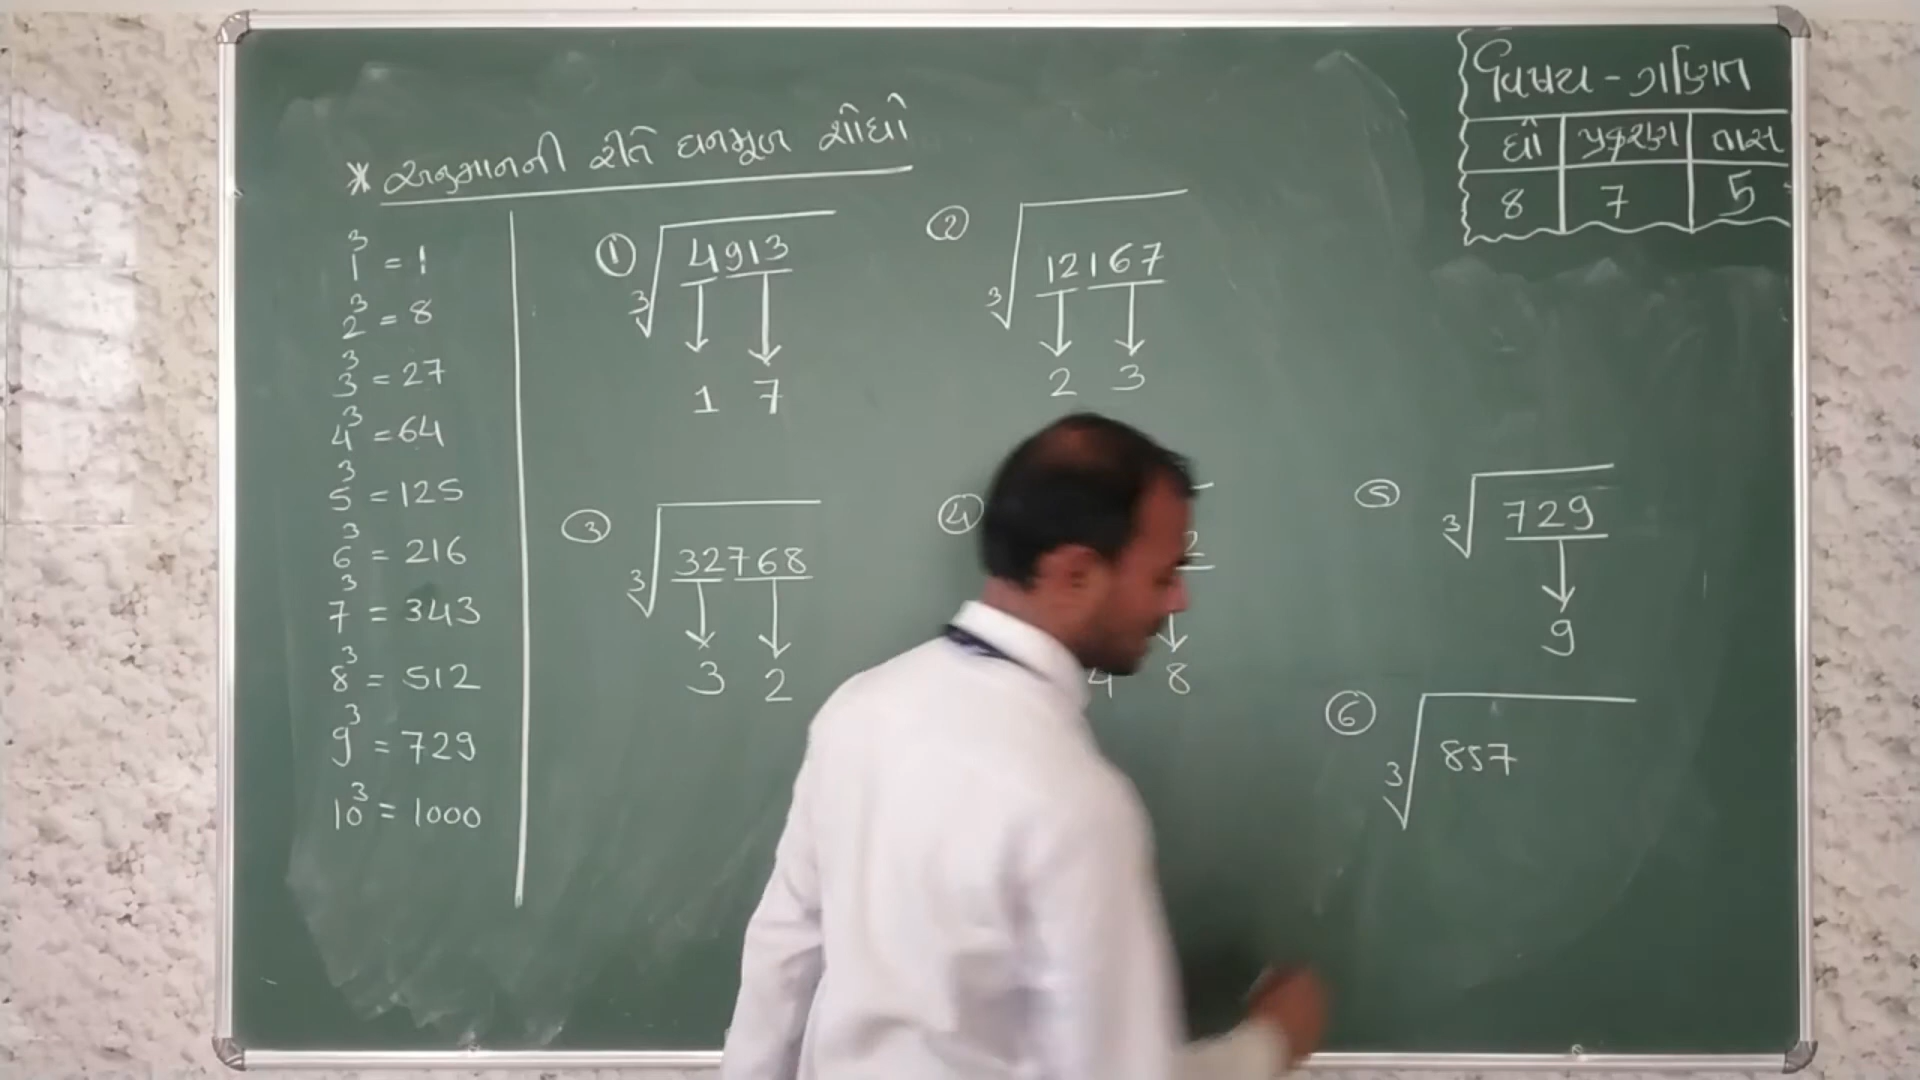 વિષય - ગણિત
ધો પ્રકરણ તાસ
8 7 5
* અનુમાનની રીતે ઘનમૂળ શોધો
1³ = 1
2³ = 8
3³ = 27
4³ = 64
5³ = 125
6³ = 216
7³ = 343
8³ = 512
9³ = 729
10³ = 1000
① ∛4913
1 7
② ∛12167
2 3
③ ∛32768
3 2
④ 2
4 8
⑤ ∛729
9
⑥ ∛857